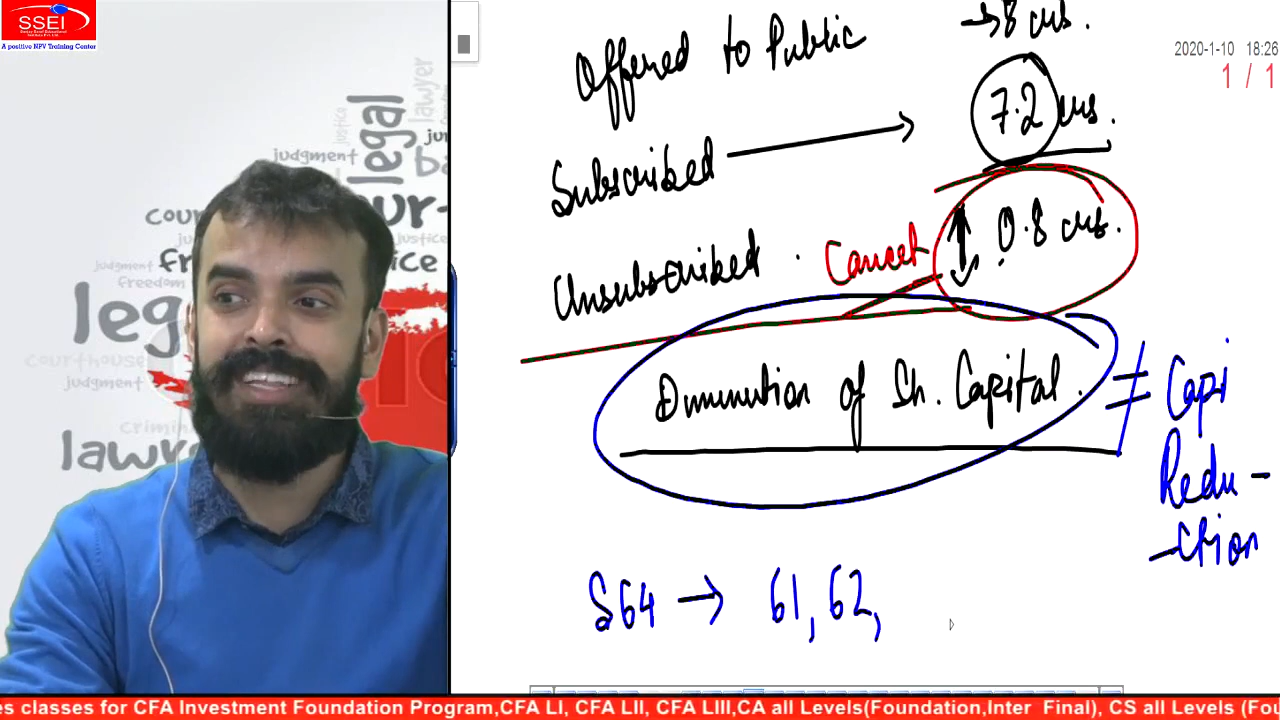 SSEI
A positive NPV Training Center
legal
lawyer
justice
judgment
justice
judgment
freedom
courthouse
judgment
2020-1-10 18:26
1 / 1
Offered to Public → 8 crs.
Subscribed → 7.2 crs.
Unsubscribed . Cancel 0.8 crs.
Diminution of Sh. Capital. ≠ Capi
Redu-
-ction
S64 → 61, 62,
es classes for CFA Investment Foundation Program,CFA LI, CFA LII, CFA LIII,CA all Levels(Foundation,Inter Final), CS all Levels (Fou